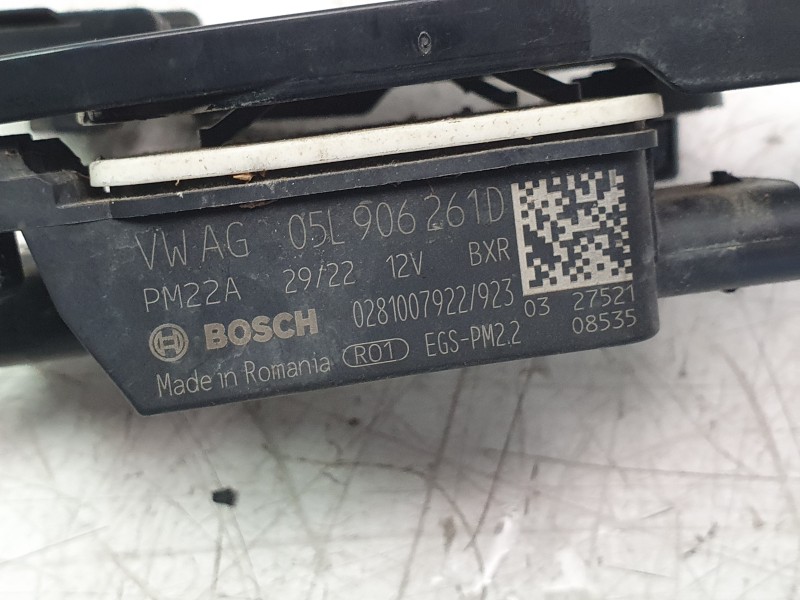 VW AG 05L 906 261D
PM22A 29/22 12V BXR
BOSCH 0281007922/923 03 27521
Made in Romania R01 EGS-PM2.2 08535